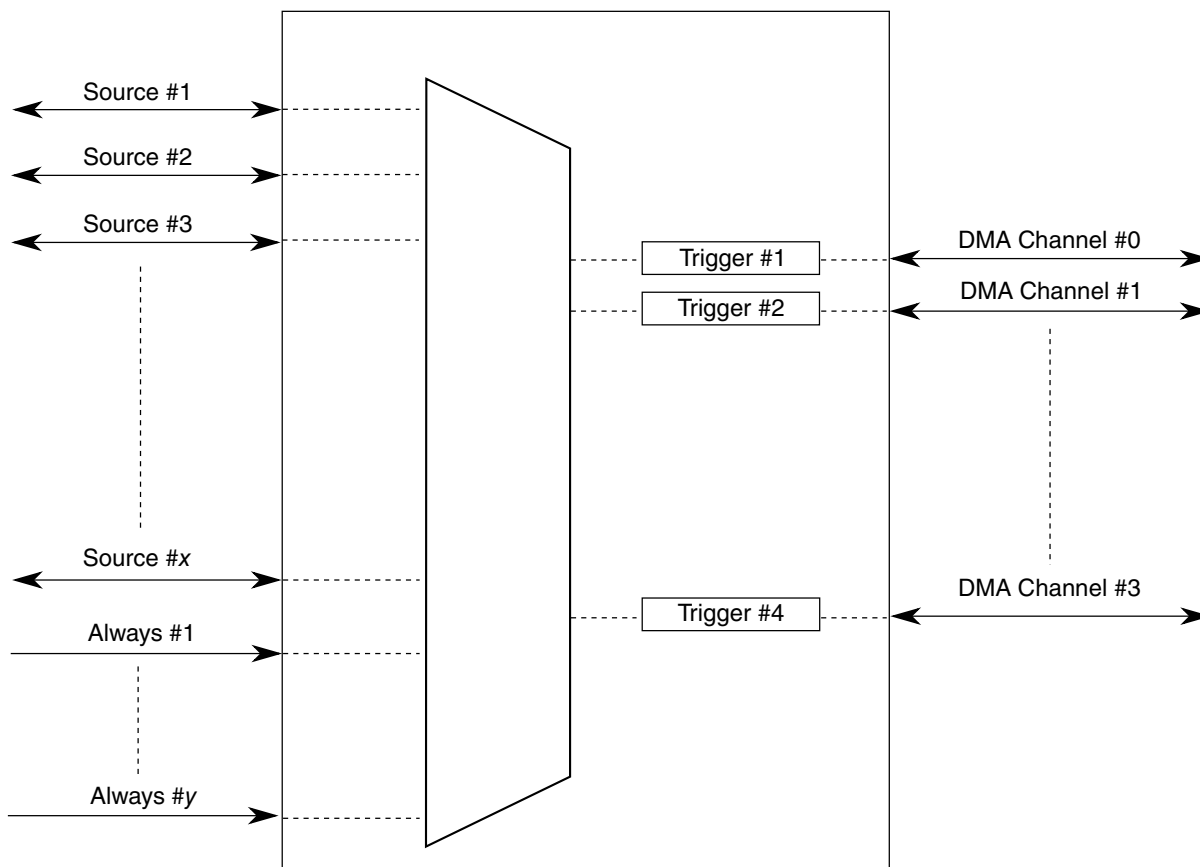 Source #1
Source #2
Source #3
Source #x
Always #1
Always #y
Trigger #1
Trigger #2
Trigger #4
DMA Channel #0
DMA Channel #1
DMA Channel #3